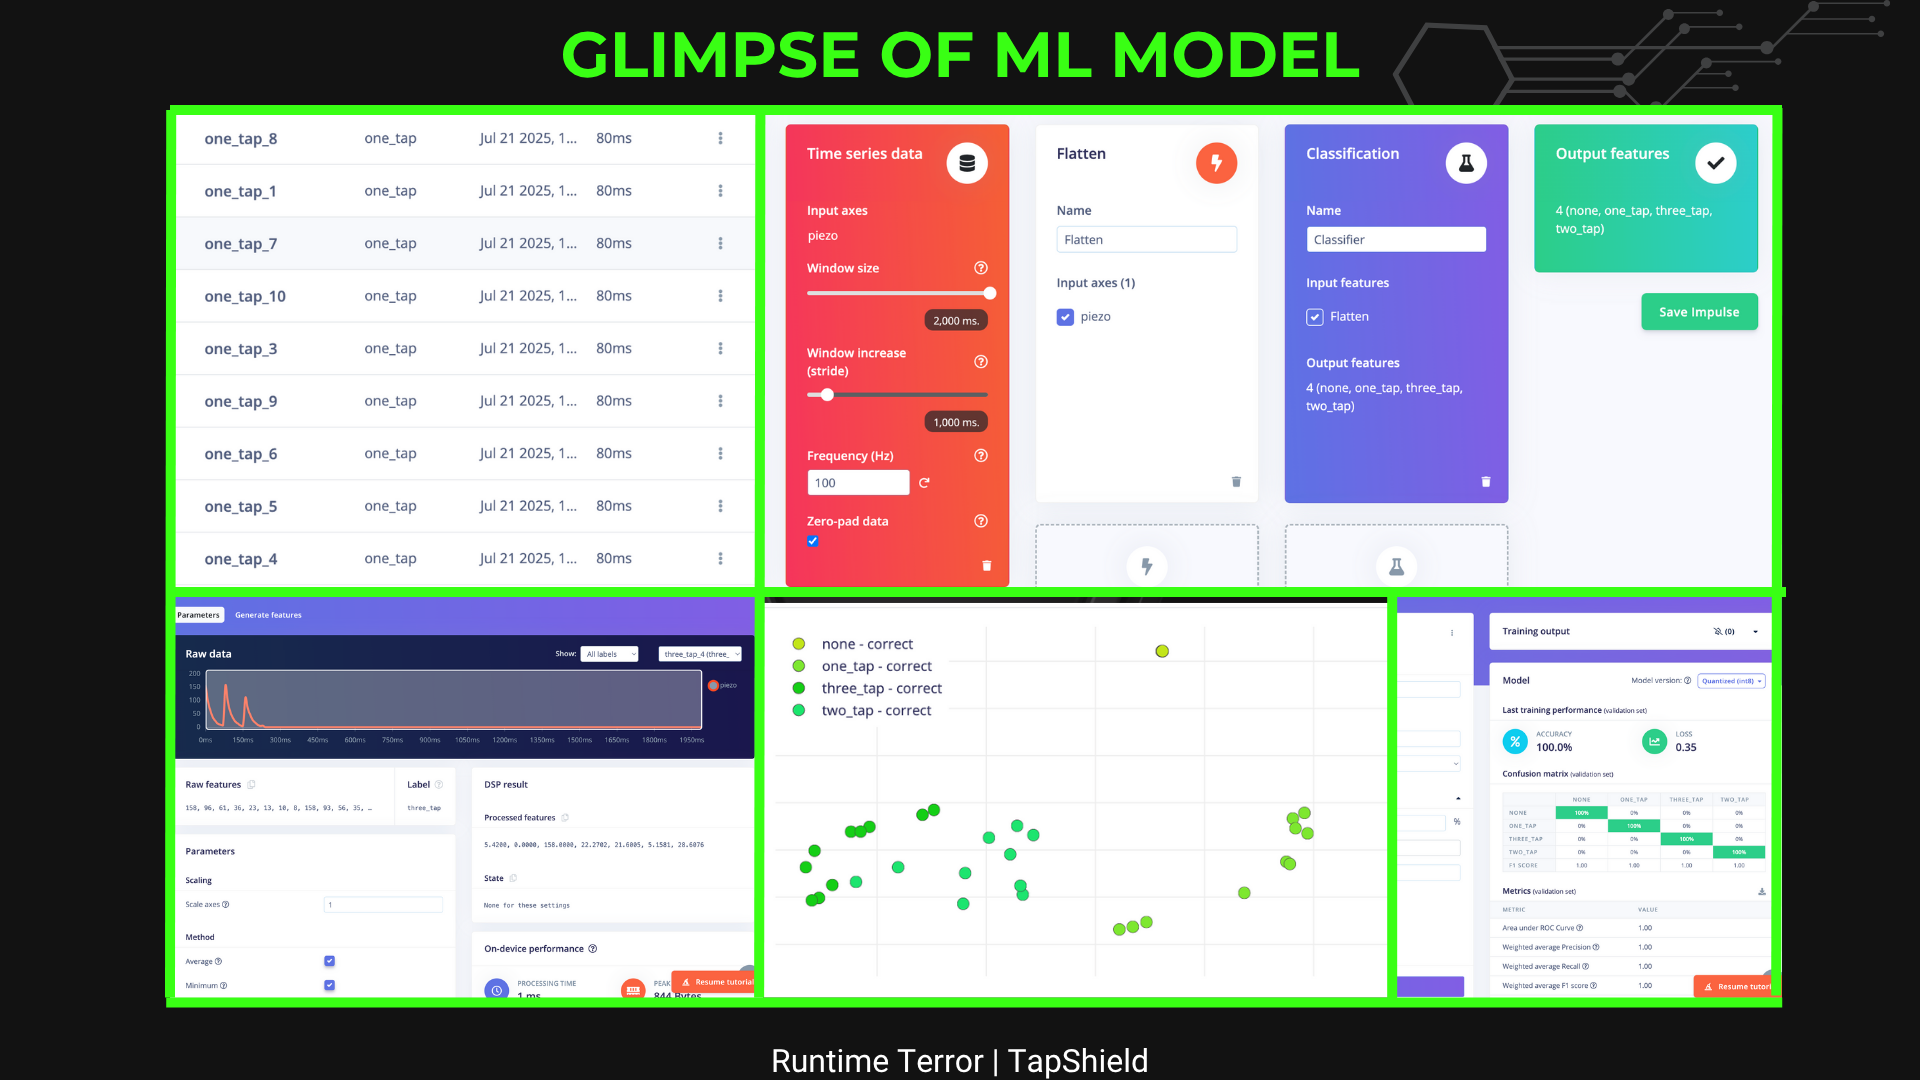 GLIMPSE OF ML MODEL
one_tap_8 one_tap Jul 21 2025, 1... 80ms
one_tap_1 one_tap Jul 21 2025, 1... 80ms
one_tap_7 one_tap Jul 21 2025, 1... 80ms
one_tap_10 one_tap Jul 21 2025, 1... 80ms
one_tap_3 one_tap Jul 21 2025, 1... 80ms
one_tap_9 one_tap Jul 21 2025, 1... 80ms
one_tap_6 one_tap Jul 21 2025, 1... 80ms
one_tap_5 one_tap Jul 21 2025, 1... 80ms
one_tap_4 one_tap Jul 21 2025, 1... 80ms
Time series data
Input axes
piezo
Window size
2,000 ms.
Window increase
(stride)
1,000 ms.
Frequency (Hz)
100
Zero-pad data
Flatten
Name
Flatten
Input axes (1)
piezo
Classification
Name
Classifier
Input features
Flatten
Output features
4 (none, one_tap, three_tap,
two_tap)
Output features
4 (none, one_tap, three_tap,
two_tap)
Save Impulse
Parameters Generate features
Raw data
Show: All labels three_tap_4 (three_
200
150
100
50
0
0ms 150ms 300ms 450ms 600ms 750ms 900ms 1050ms 1200ms 1350ms 1500ms 1650ms 1800ms 1950ms
piezo
Raw features
158, 96, 61, 36, 23, 13, 10, 8, 158, 93, 56, 35, …
Label
three_tap
Parameters
Scaling
Scale axes 1
Method
Average
Minimum
DSP result
Processed features
5.4200, 0.0000, 158.0000, 22.2702, 21.6005, 5.1581, 28.6076
State
None for these settings
On-device performance
PROCESSING TIME
1 ms
PEAK
844 Bytes
Resume tutorial
none - correct
one_tap - correct
three_tap - correct
two_tap - correct
%
Training output (0)
Model Model version: Quantized (int8)
Last training performance (validation set)
ACCURACY
100.0%
LOSS
0.35
Confusion matrix (validation set)
NONE ONE_TAP THREE_TAP TWO_TAP
NONE 100% 0% 0% 0%
ONE_TAP 0% 100% 0% 0%
THREE_TAP 0% 0% 100% 0%
TWO_TAP 0% 0% 0% 100%
F1 SCORE 1.00 1.00 1.00 1.00
Metrics (validation set)
METRIC VALUE
Area under ROC Curve 1.00
Weighted average Precision 1.00
Weighted average Recall 1.00
Weighted average F1 score 1.00
Resume tutori
Runtime Terror | TapShield